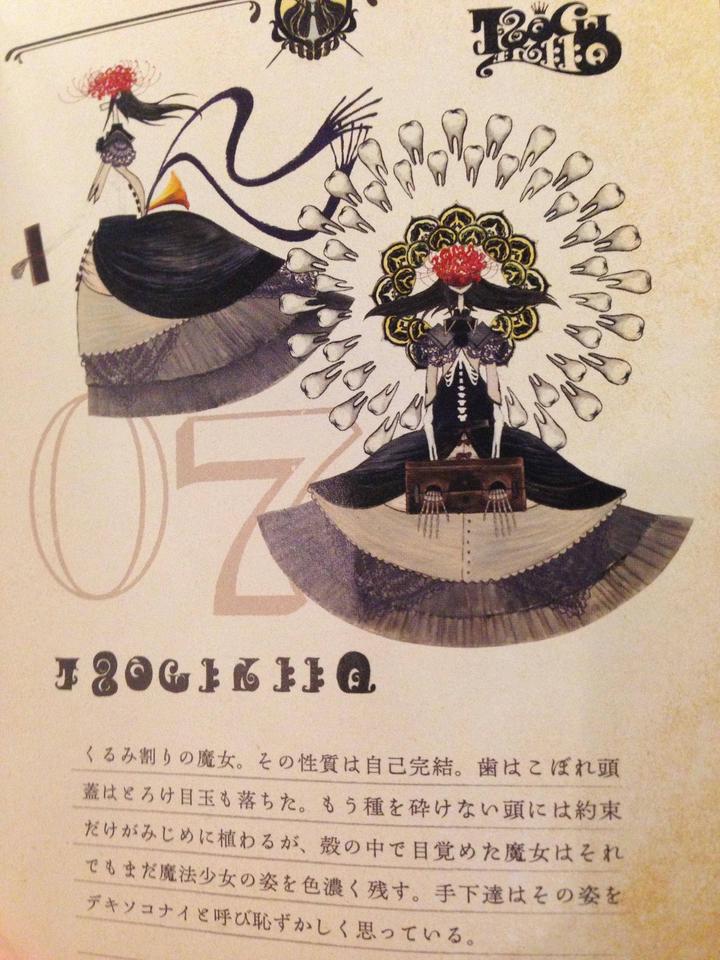 07
くるみ割りの魔女。その性質は自己完結。歯はこぼれ頭
蓋はとろけ目玉も落ちた。もう種を砕けない頭には約束
だけがみじめに植わるが、殻の中で目覚めた魔女はそれ
でもまだ魔法少女の姿を色濃く残す。手下達はその姿を
デキソコナイと呼び恥ずかしく思っている。